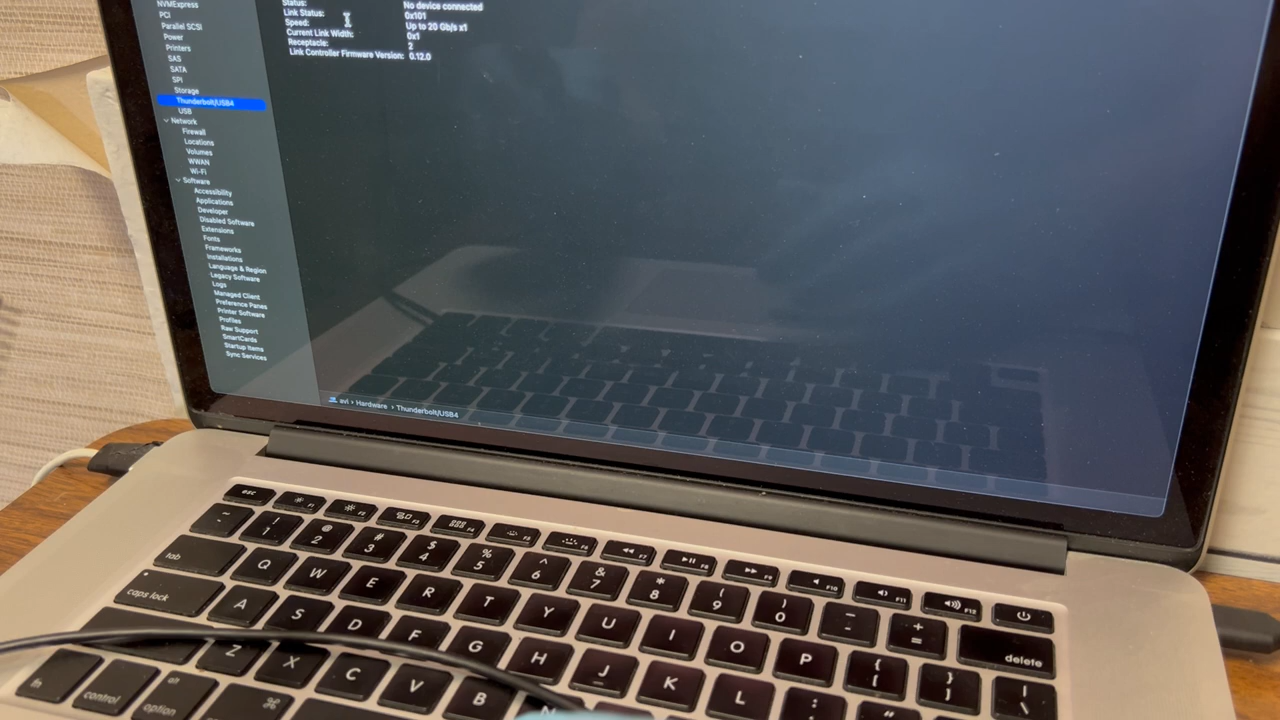 NVMExpress
PCI
Parallel SCSI
Power
Printers
SAS
SATA
SPI
Storage
Thunderbolt/USB4
USB
Network
Firewall
Locations
Volumes
WWAN
Wi-Fi
Software
Accessibility
Applications
Developer
Disabled Software
Extensions
Fonts
Frameworks
Installations
Language & Region
Legacy Software
Logs
Managed Client
Preference Panes
Printer Software
Profiles
Raw Support
SmartCards
Startup Items
Sync Services
Status: No device connected
Link Status: 0x101
Speed: Up to 20 Gb/s x1
Current Link Width: 0x1
Receptacle: 2
Link Controller Firmware Version: 0.12.0
avi › Hardware › Thunderbolt/USB4
esc F1 F2 F3 F4 F5 F6 F7 F8 F9 F10 F11 F12
~ ! 1 @ 2 # 3 $ 4 % 5 ^ 6 & 7 * 8 ( 9 ) 0 – - + = delete
tab Q W E R T Y U I O P { [ } ] | \
caps lock A S D F G H J K L : ; "
Z X C V B N
fn control alt option ⌘